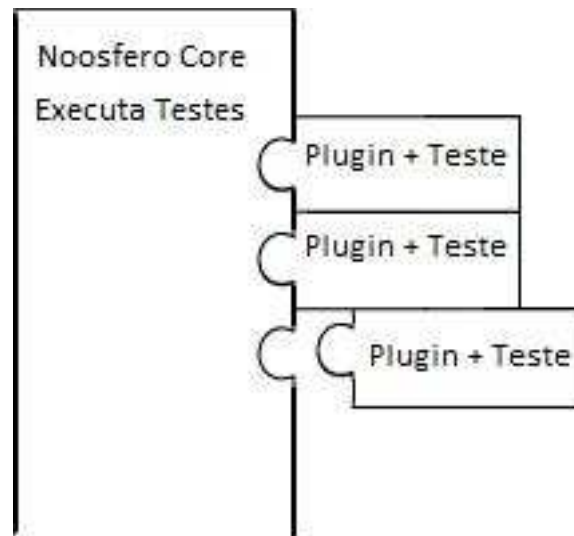 Noosfero Core
Executa Testes
Plugin + Teste
Plugin + Teste
Plugin + Teste